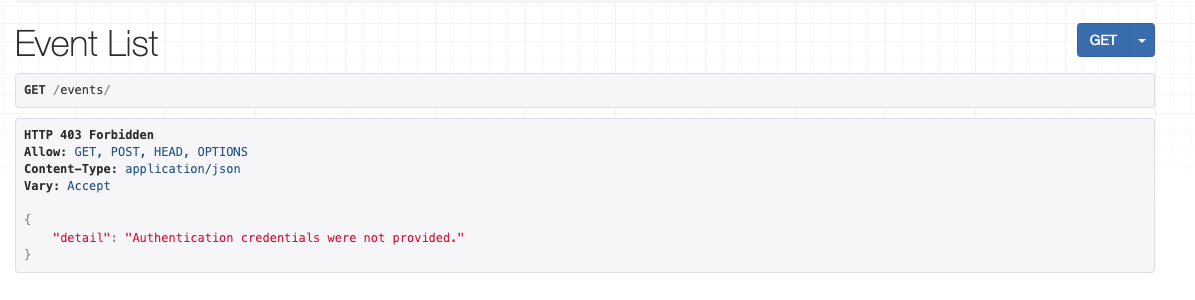 Event List
GET
GET /events/
HTTP 403 Forbidden
Allow: GET, POST, HEAD, OPTIONS
Content-Type: application/json
Vary: Accept
{
    "detail": "Authentication credentials were not provided."
}